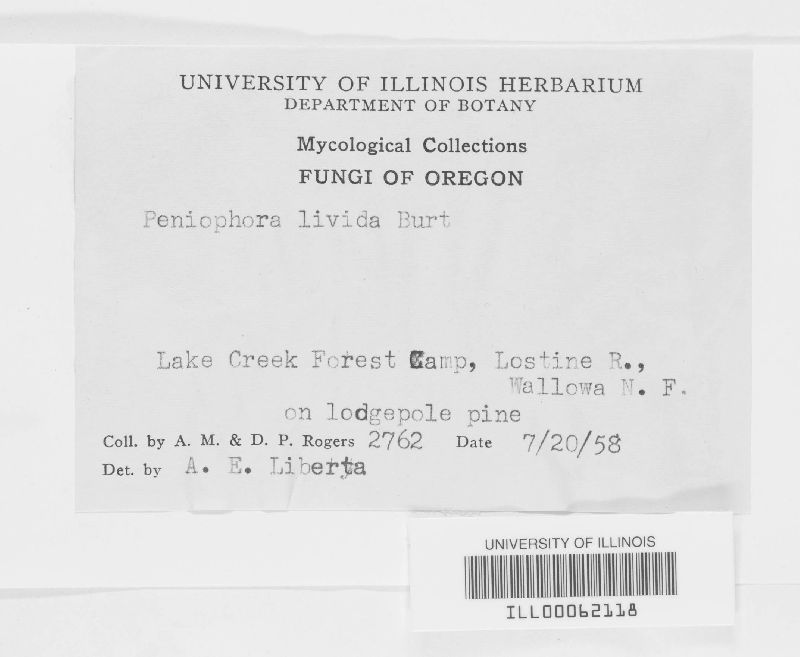 UNIVERSITY OF ILLINOIS HERBARIUM
DEPARTMENT OF BOTANY
Mycological Collections
FUNGI OF OREGON
Peniophora livida Burt
Lake Creek Forest Camp, Lostine R.,
Wallowa N. F.
on lodgepole pine
Coll. by A. M. & D. P. Rogers 2762 Date 7/20/58
Det. by A. E. Liberta
UNIVERSITY OF ILLINOIS
ILL00062118